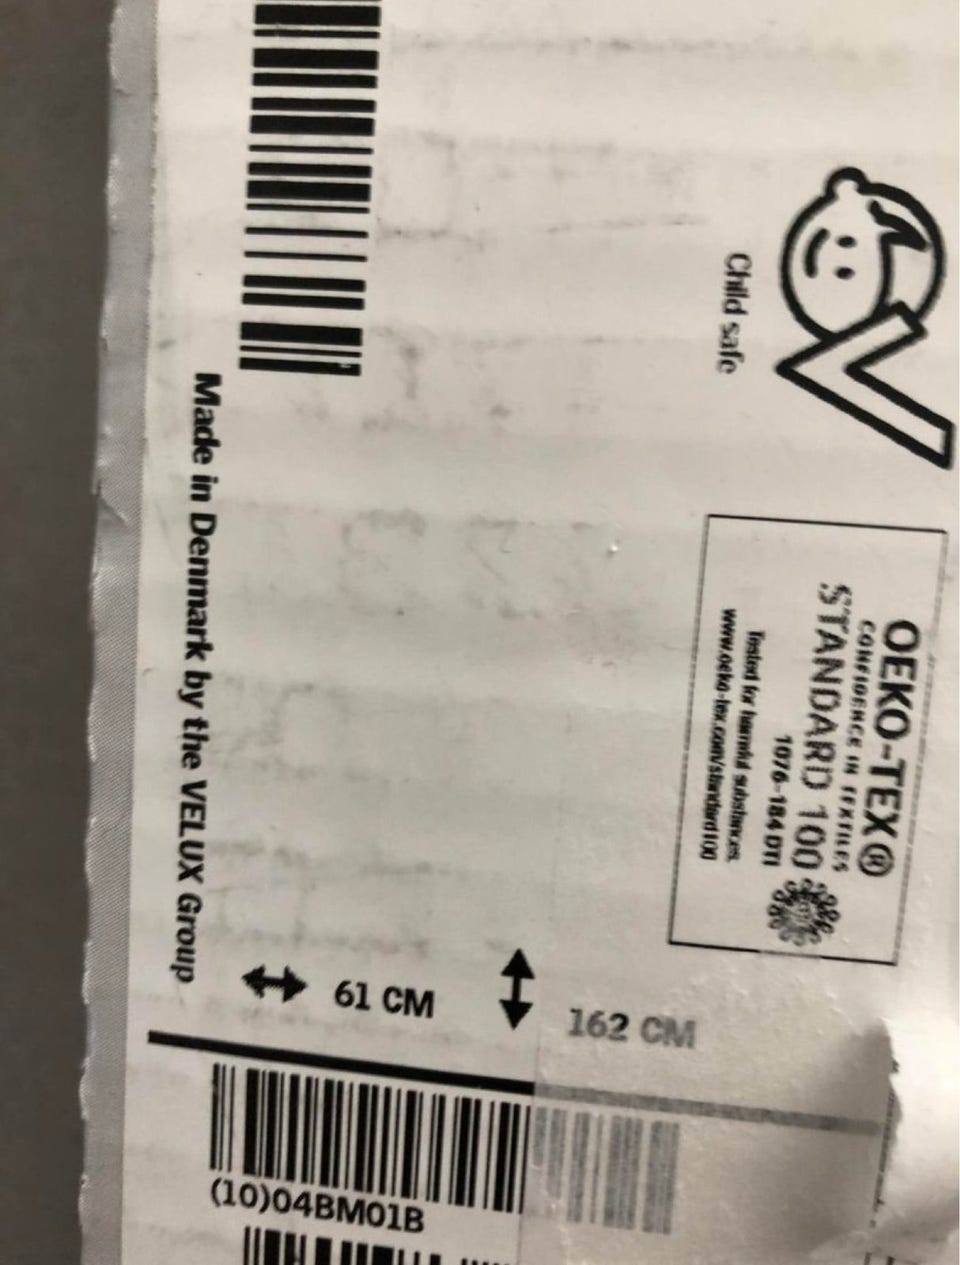 Child safe
OEKO-TEX®
CONFIDENCE IN TEXTILES
STANDARD 100
1076-184 DTI
Tested for harmful substances.
www.oeko-tex.com/standard100
Made in Denmark by the VELUX Group
61 CM
162 CM
(10)04BM01B